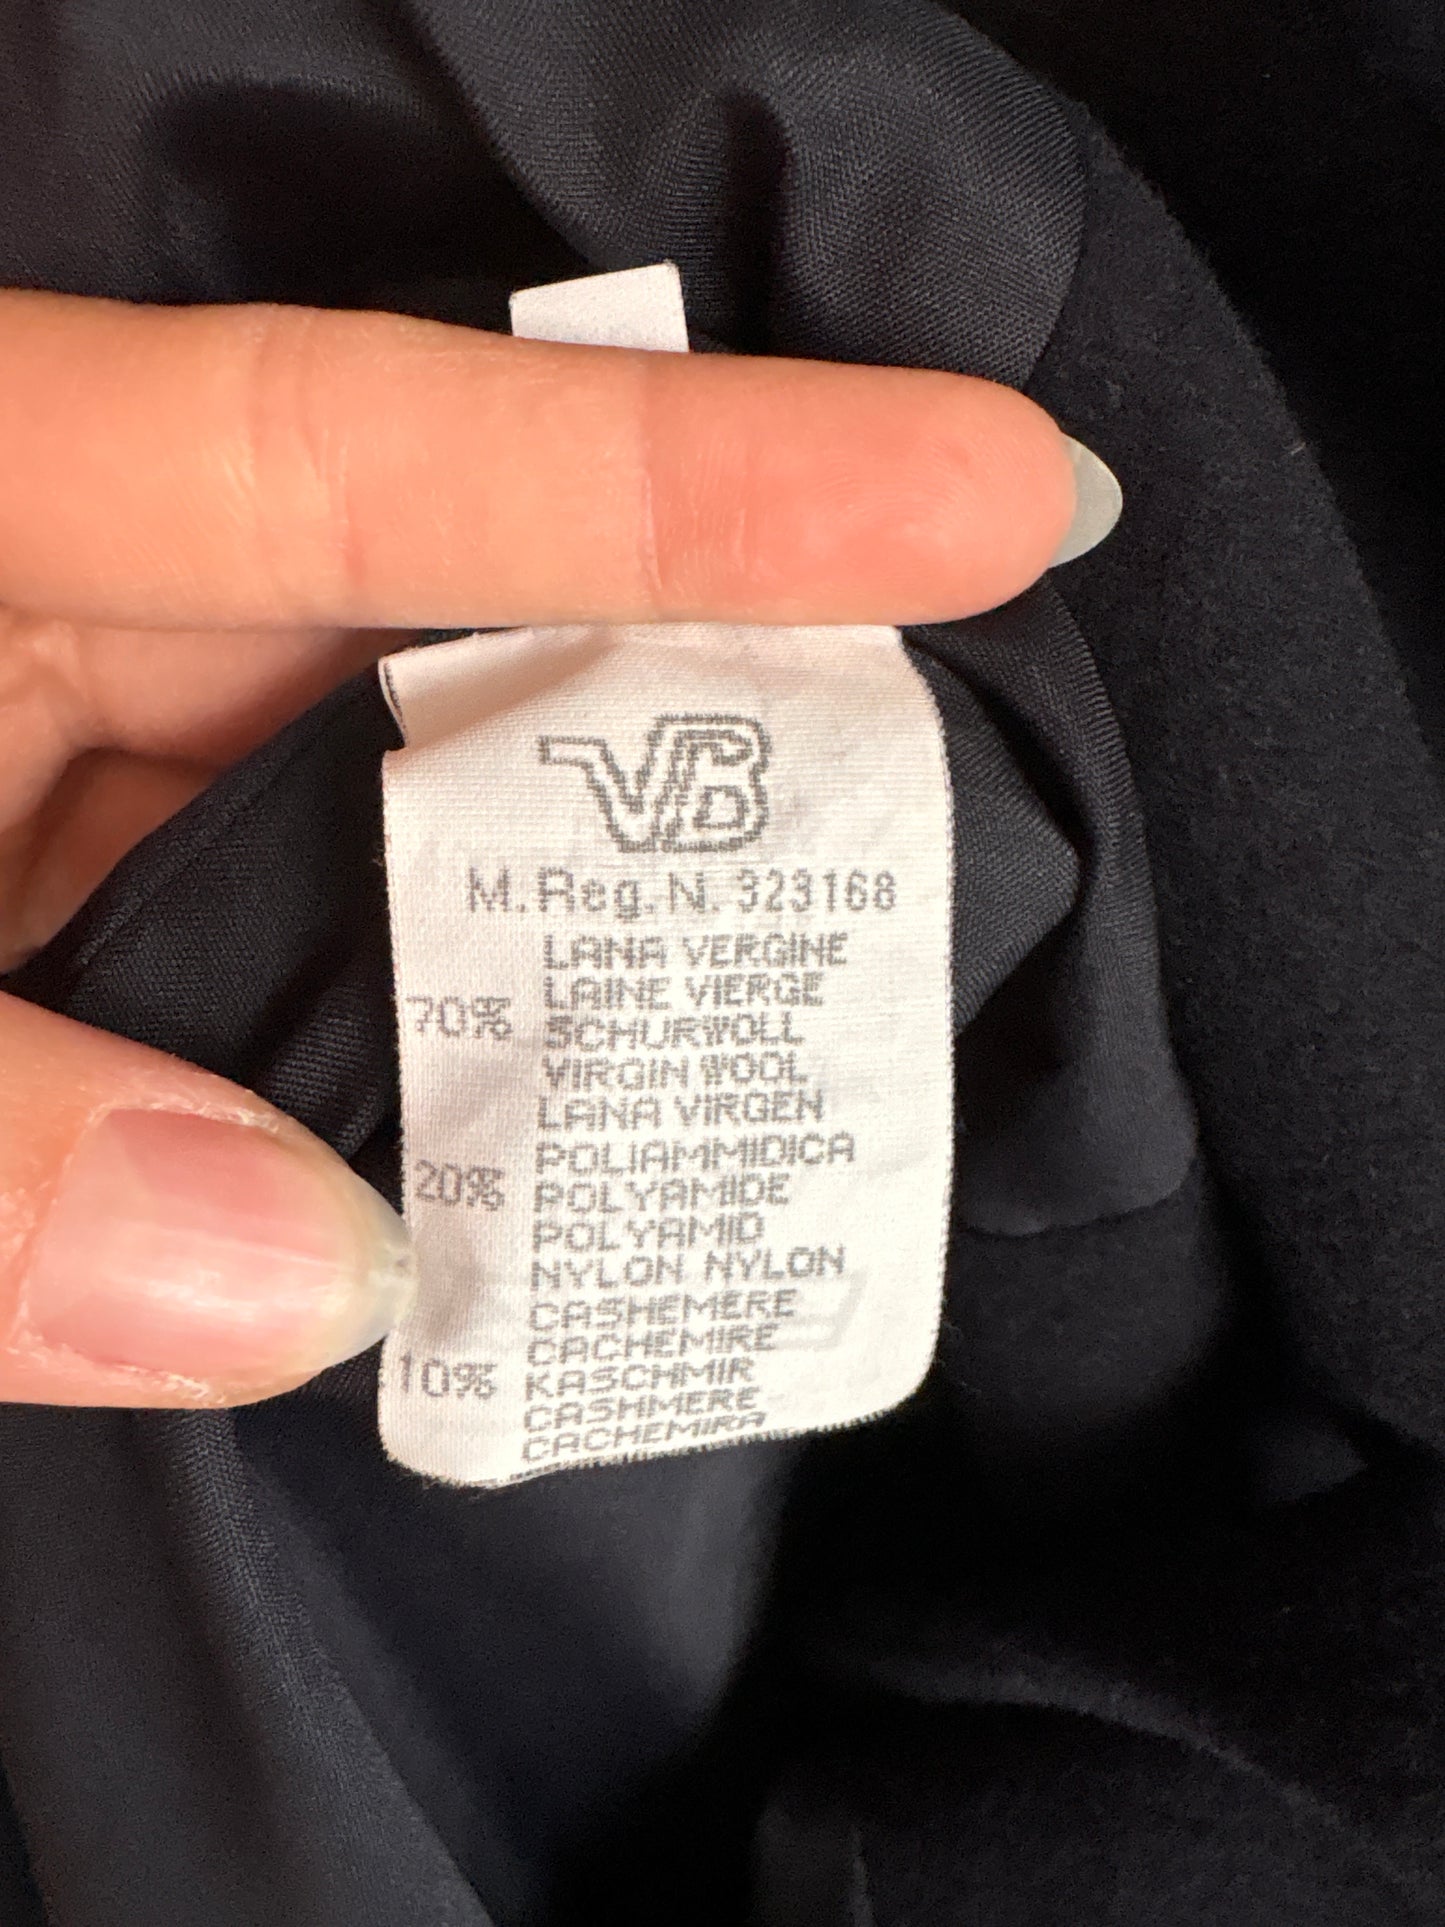 VB
M. Reg. N. 323168
LANA VERGINE
LAINE VIERGE
70% SCHURWOLL
VIRGIN WOOL
LANA VIRGEN
POLIAMMIDICA
20% POLYAMIDE
POLYAMID
NYLON NYLON
CASHEMERE
CACHEMIRE
10% KASCHMIR
CASHMERE
CACHEMIRA